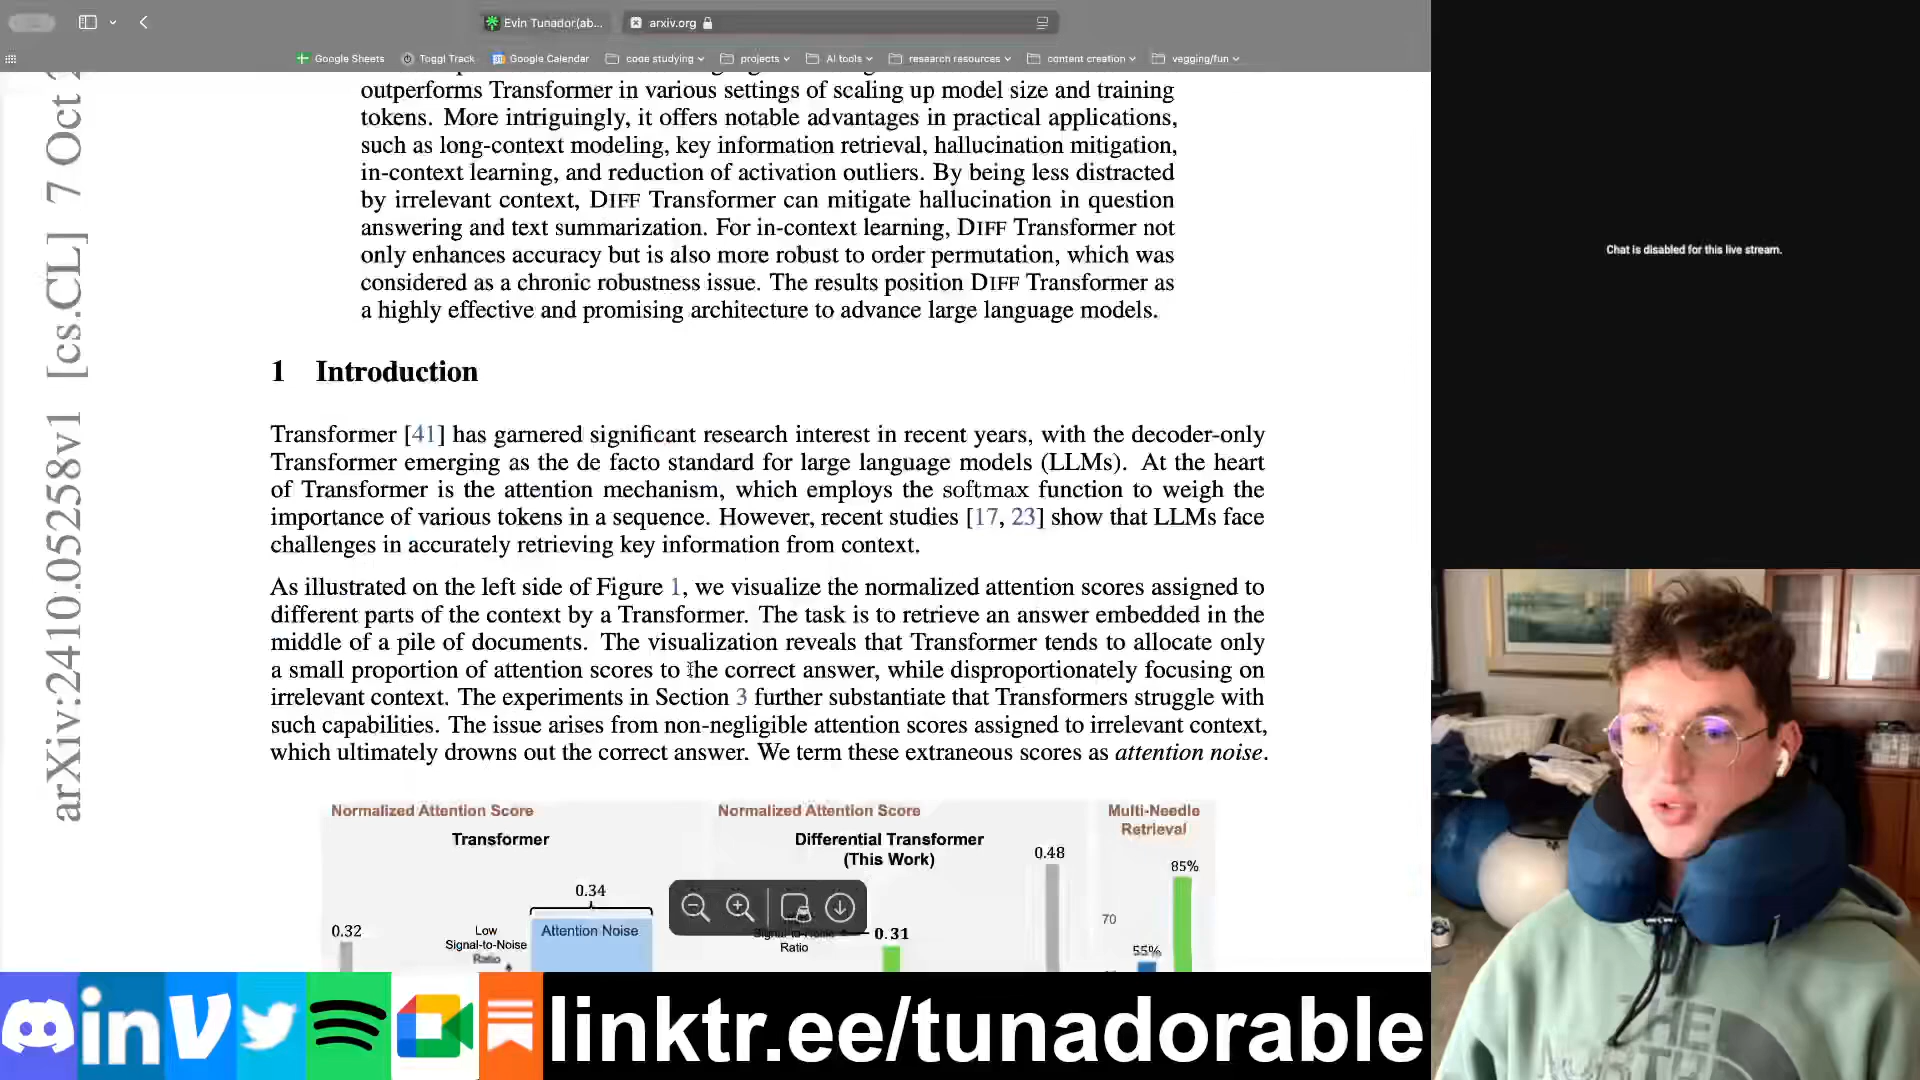 Evin Tunador(ab...
arxiv.org
Google Sheets
Toggl Track
Google Calendar
code studying
projects
AI tools
research resources
content creation
vegging/fun
outperforms Transformer in various settings of scaling up model size and training
tokens. More intriguingly, it offers notable advantages in practical applications,
such as long-context modeling, key information retrieval, hallucination mitigation,
in-context learning, and reduction of activation outliers. By being less distracted
by irrelevant context, DIFF Transformer can mitigate hallucination in question
answering and text summarization. For in-context learning, DIFF Transformer not
only enhances accuracy but is also more robust to order permutation, which was
considered as a chronic robustness issue. The results position DIFF Transformer as
a highly effective and promising architecture to advance large language models.
arXiv:2410.05258v1 [cs.CL] 7 Oct
1 Introduction
Transformer [41] has garnered significant research interest in recent years, with the decoder-only
Transformer emerging as the de facto standard for large language models (LLMs). At the heart
of Transformer is the attention mechanism, which employs the softmax function to weigh the
importance of various tokens in a sequence. However, recent studies [17, 23] show that LLMs face
challenges in accurately retrieving key information from context.
As illustrated on the left side of Figure 1, we visualize the normalized attention scores assigned to
different parts of the context by a Transformer. The task is to retrieve an answer embedded in the
middle of a pile of documents. The visualization reveals that Transformer tends to allocate only
a small proportion of attention scores to the correct answer, while disproportionately focusing on
irrelevant context. The experiments in Section 3 further substantiate that Transformers struggle with
such capabilities. The issue arises from non-negligible attention scores assigned to irrelevant context,
which ultimately drowns out the correct answer. We term these extraneous scores as attention noise.
Normalized Attention Score
Transformer
0.34
0.32
Low
Signal-to-Noise
Ratio
Attention Noise
Normalized Attention Score
Differential Transformer
(This Work)
0.48
Signal-to-Noise
Ratio
0.31
Multi-Needle
Retrieval
85%
70
55%
Chat is disabled for this live stream.
THE
in
linktr.ee/tunadorable